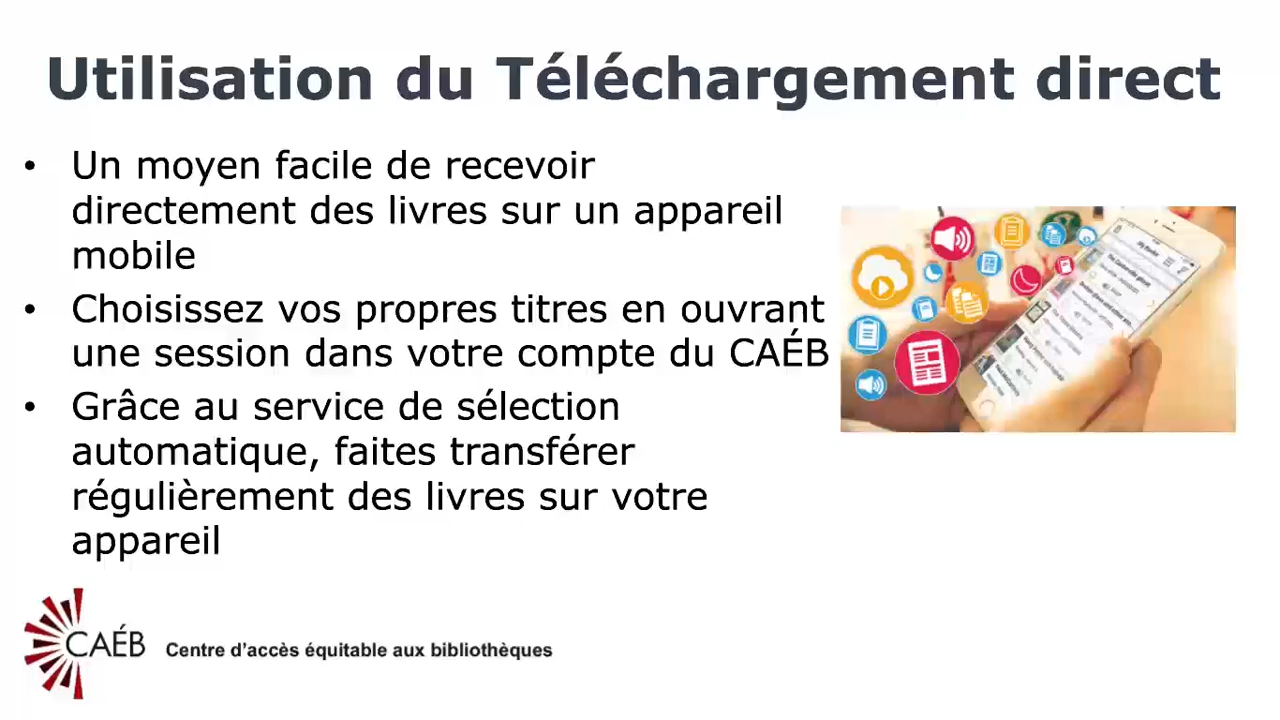 Utilisation du Téléchargement direct
• Un moyen facile de recevoir
directement des livres sur un appareil
mobile
• Choisissez vos propres titres en ouvrant
une session dans votre compte du CAÉB
• Grâce au service de sélection
automatique, faites transférer
régulièrement des livres sur votre
appareil
My Books
CAÉB
Centre d'accès équitable aux bibliothèques